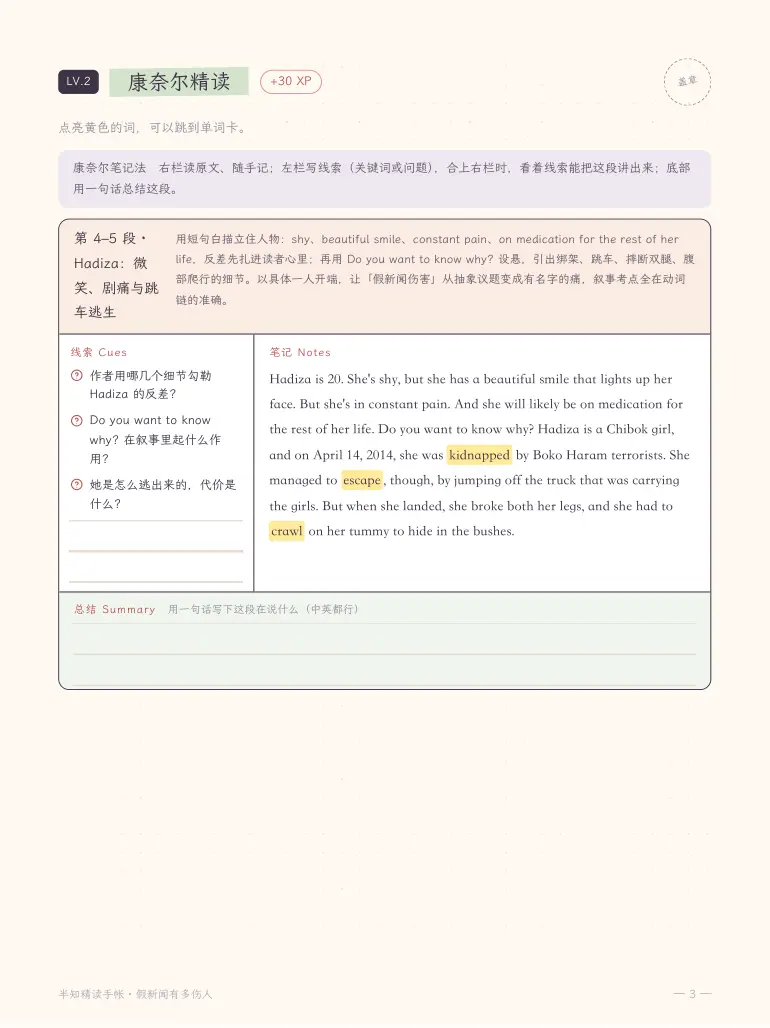 LV.2 康奈尔精读 +30 XP 盖章
点亮黄色的词，可以跳到单词卡。
康奈尔笔记法 右栏读原文、随手记；左栏写线索（关键词或问题），合上右栏时，看着线索能把这段讲出来；底部
用一句话总结这段。
第 4–5 段·
Hadiza：微
笑、剧痛与跳
车逃生
用短句白描立住人物：shy、beautiful smile、constant pain、on medication for the rest of her
life，反差先扎进读者心里；再用 Do you want to know why? 设悬，引出绑架、跳车、摔断双腿、腹
部爬行的细节。以具体一人开端，让「假新闻伤害」从抽象议题变成有名字的痛，叙事考点全在动词
链的准确。
线索 Cues
作者用哪几个细节勾勒
Hadiza 的反差？
Do you want to know
why? 在叙事里起什么作
用？
她是怎么逃出来的，代价是
什么？
笔记 Notes
Hadiza is 20. She's shy, but she has a beautiful smile that lights up her
face. But she's in constant pain. And she will likely be on medication for
the rest of her life. Do you want to know why? Hadiza is a Chibok girl,
and on April 14, 2014, she was kidnapped by Boko Haram terrorists. She
managed to escape, though, by jumping off the truck that was carrying
the girls. But when she landed, she broke both her legs, and she had to
crawl on her tummy to hide in the bushes.
总结 Summary 用一句话写下这段在说什么（中英都行）
半知精读手帐·假新闻有多伤人 — 3 —